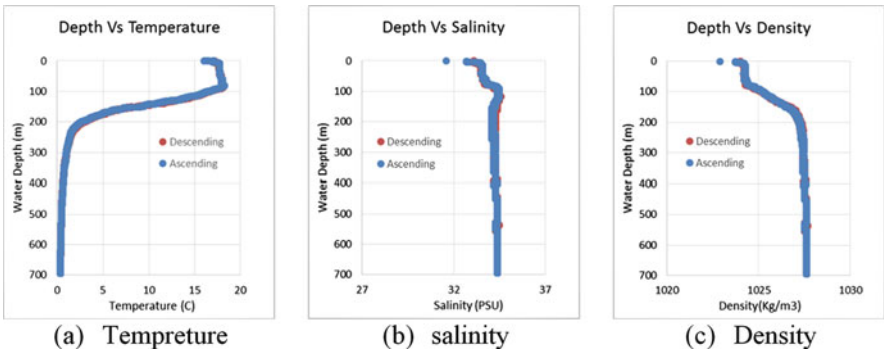 Depth Vs Temperature
0
100
200
300
400
500
600
700
Water Depth (m)
Descending
Ascending
0 5 10 15 20
Temperature (C)
(a) Tempreture
Depth Vs Salinity
0
100
200
300
400
500
600
700
Water Depth (m)
Descending
Ascending
27 32 37
Salinity (PSU)
(b) salinity
Depth Vs Density
0
100
200
300
400
500
600
700
Water Depth (m)
Descending
Ascending
1020 1025 1030
Density(Kg/m3)
(c) Density